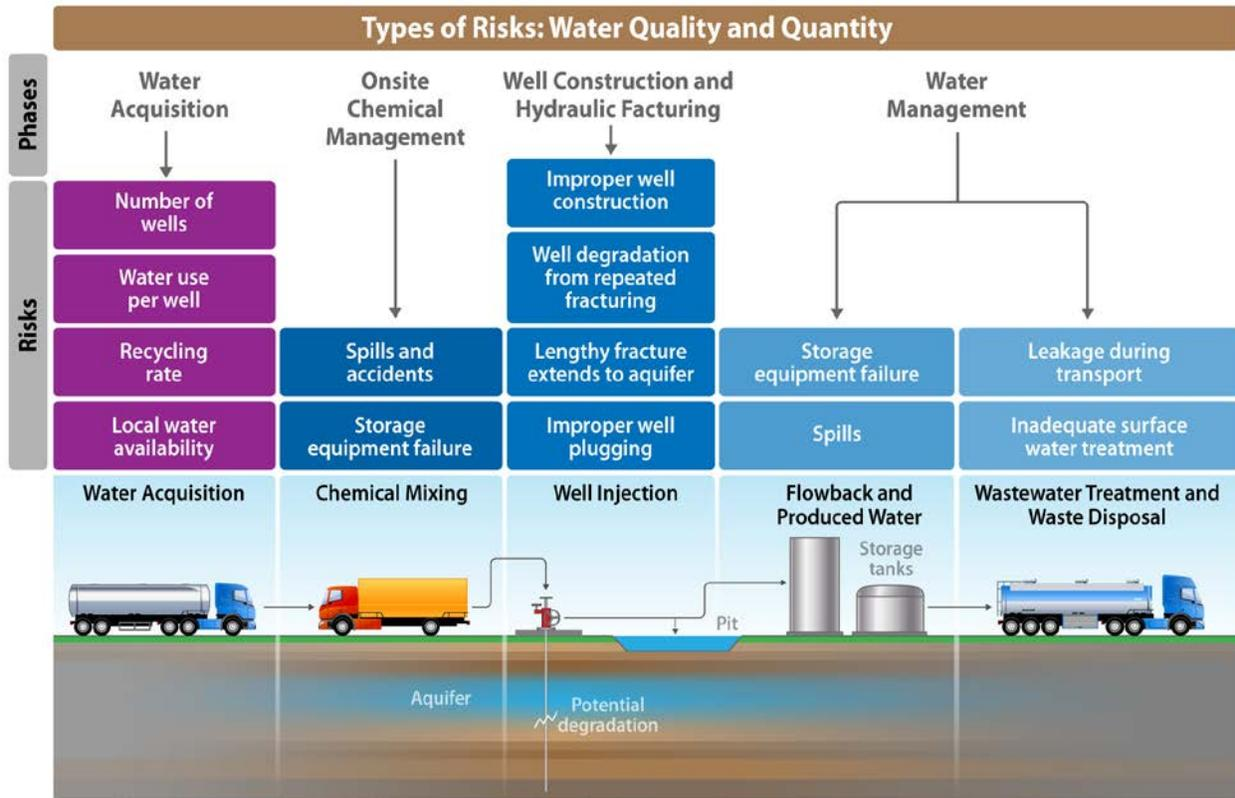 Types of Risks: Water Quality and Quantity
Phases
Water
Acquisition
Onsite
Chemical
Management
Well Construction and
Hydraulic Facturing
Water
Management
Risks
Number of
wells
Water use
per well
Recycling
rate
Local water
availability
Spills and
accidents
Storage
equipment failure
Improper well
construction
Well degradation
from repeated
fracturing
Lengthy fracture
extends to aquifer
Improper well
plugging
Storage
equipment failure
Spills
Leakage during
transport
Inadequate surface
water treatment
Water Acquisition
Chemical Mixing
Well Injection
Flowback and
Produced Water
Wastewater Treatment and
Waste Disposal
Storage
tanks
Pit
Aquifer
Potential
degradation